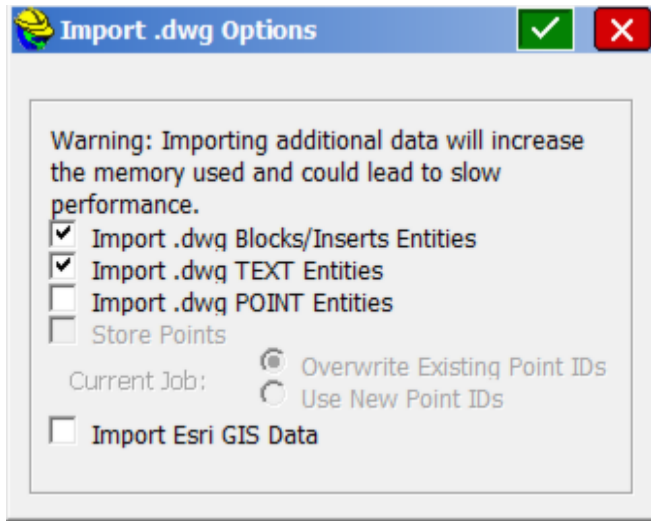 Import .dwg Options
Warning: Importing additional data will increase
the memory used and could lead to slow
performance.
Import .dwg Blocks/Inserts Entities
Import .dwg TEXT Entities
Import .dwg POINT Entities
Store Points
Current Job:
Overwrite Existing Point IDs
Use New Point IDs
Import Esri GIS Data